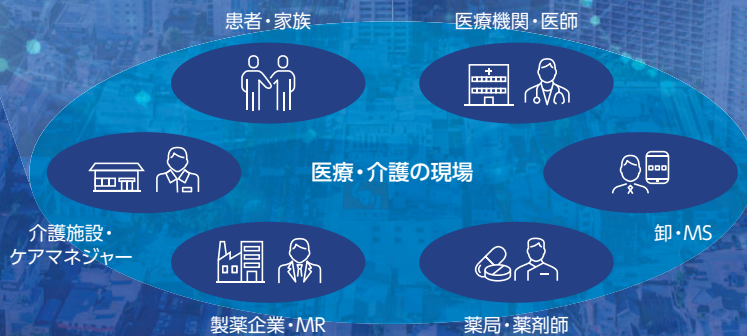 患者・家族
医療機関・医師
医療・介護の現場
介護施設・
ケアマネジャー
卸・MS
製薬企業・MR
薬局・薬剤師